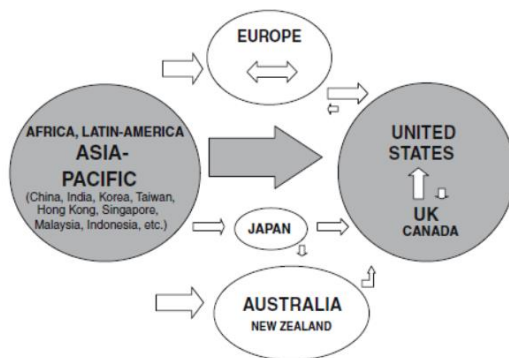 EUROPE
AFRICA, LATIN-AMERICA
ASIA-
PACIFIC
(China, India, Korea, Taiwan,
Hong Kong, Singapore,
Malaysia, Indonesia, etc.)
UNITED
STATES
UK
CANADA
JAPAN
AUSTRALIA
NEW ZEALAND